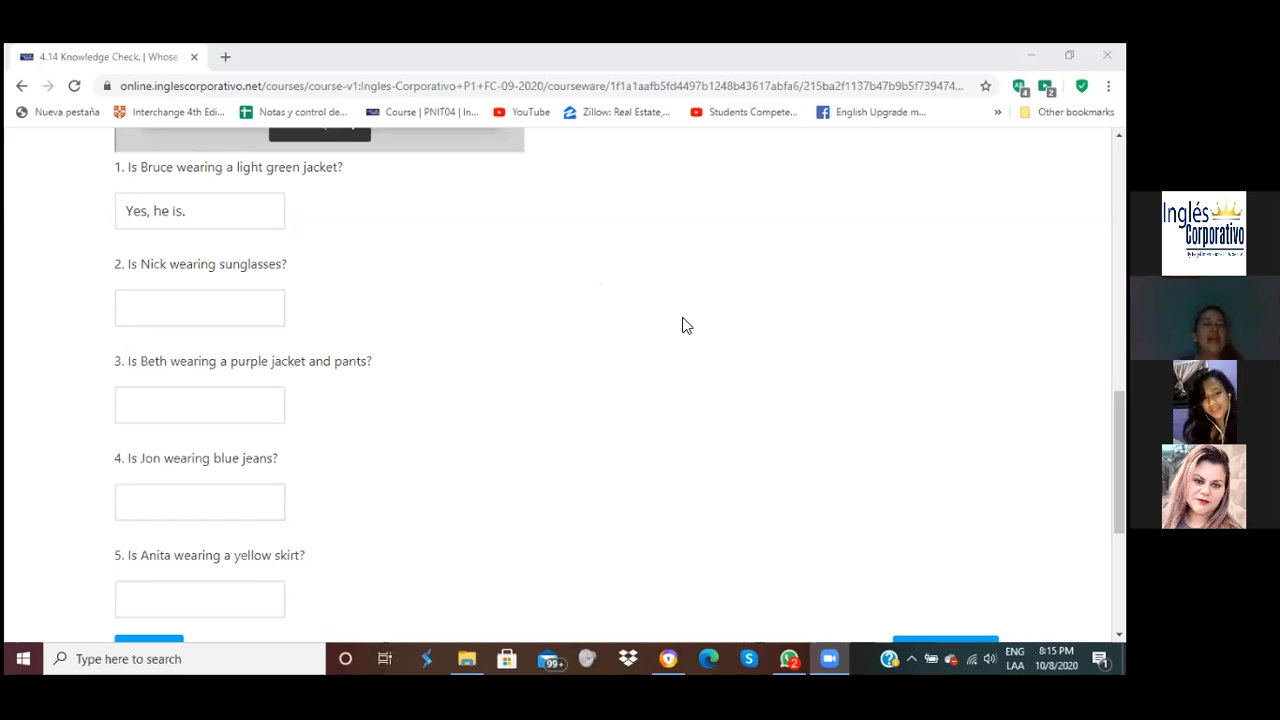 4.14 Knowledge Check. | Whose
online.inglescorporativo.net/courses/course-v1:Ingles-Corporativo+P1+FC-09-2020/courseware/1f1a1aafb5fd4497b1248b43617abfa6/215ba2f1137b47b9b5f739474...
Nueva pestaña
Interchange 4th Edi...
Notas y control de...
Course | PNIT04 | In...
YouTube
Zillow: Real Estate,...
Students Compete...
English Upgrade m...
Other bookmarks
1. Is Bruce wearing a light green jacket?
Yes, he is.
2. Is Nick wearing sunglasses?
3. Is Beth wearing a purple jacket and pants?
4. Is Jon wearing blue jeans?
5. Is Anita wearing a yellow skirt?
Inglés
Corporativo
Type here to search
99+
2
ENG
LAA
8:15 PM
10/8/2020
1